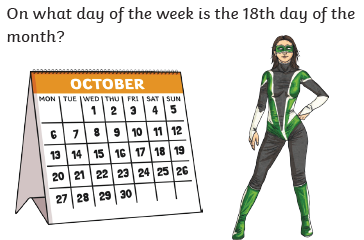 On what day of the week is the 18th day of the
month?
OCTOBER
MON TUE WED THU FRI SAT SUN
1 2 3 4 5
6 7 8 9 10 11 12
13 14 15 16 17 18 19
20 21 22 23 24 25 26
27 28 29 30